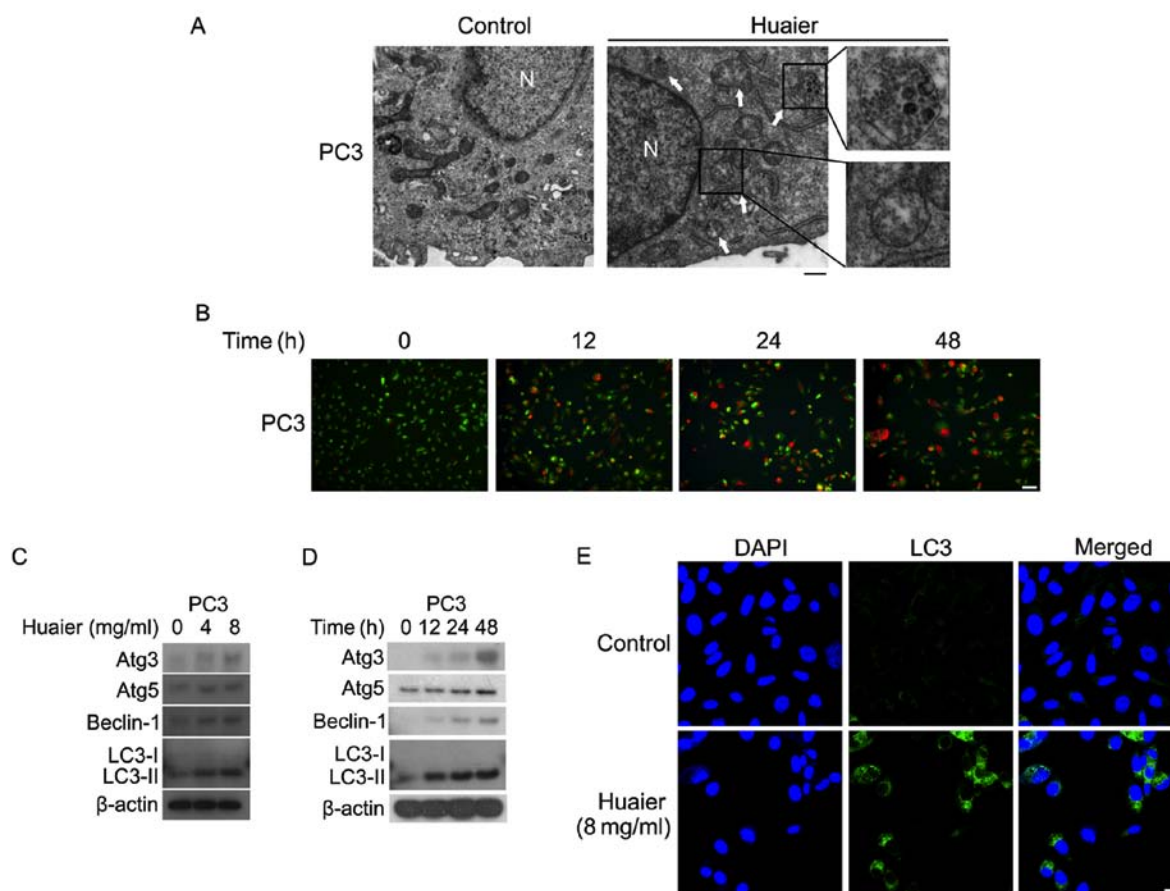 A
Control
Huaier
PC3
N
N
B
Time (h)
0
12
24
48
PC3
C
PC3
Huaier (mg/ml)
0 4 8
Atg3
Atg5
Beclin-1
LC3-I
LC3-II
β-actin
D
PC3
Time (h)
0 12 24 48
Atg3
Atg5
Beclin-1
LC3-I
LC3-II
β-actin
E
DAPI
LC3
Merged
Control
Huaier
(8 mg/ml)